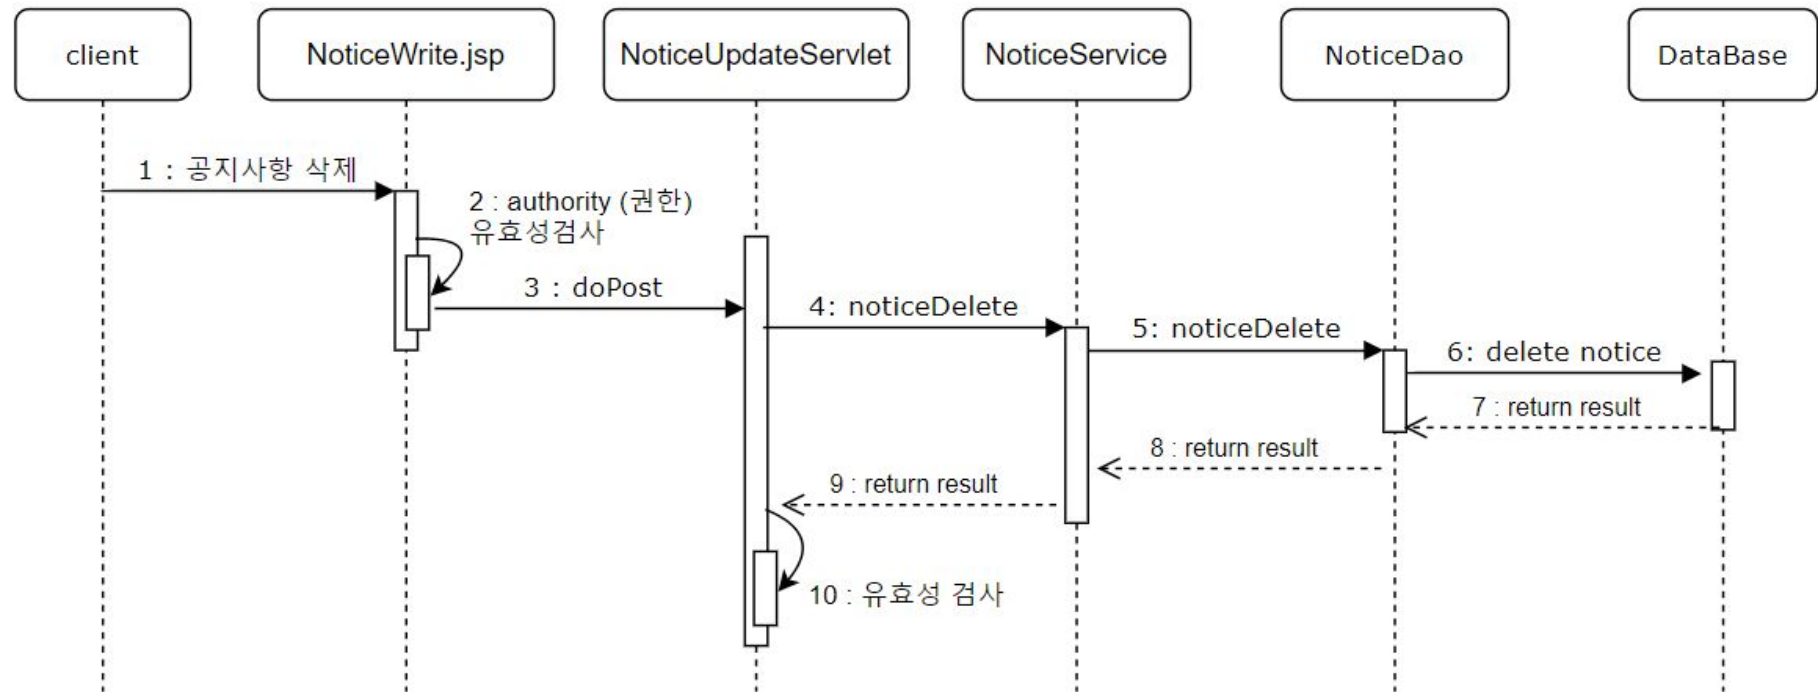 client
NoticeWrite.jsp
NoticeUpdateServlet
NoticeService
NoticeDao
DataBase
1 : 공지사항 삭제
2 : authority (권한)
유효성검사
3 : doPost
4: noticeDelete
5: noticeDelete
6: delete notice
7 : return result
8 : return result
9 : return result
10 : 유효성 검사